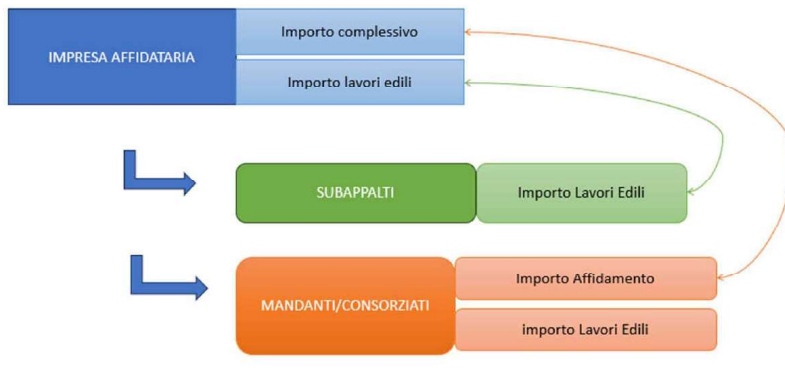 Importo complessivo
IMPRESA AFFIDATARIA
Importo lavori edili
SUBAPPALTI
Importo Lavori Edili
Importo Affidamento
MANDANTI/CONSORZIATI
importo Lavori Edili